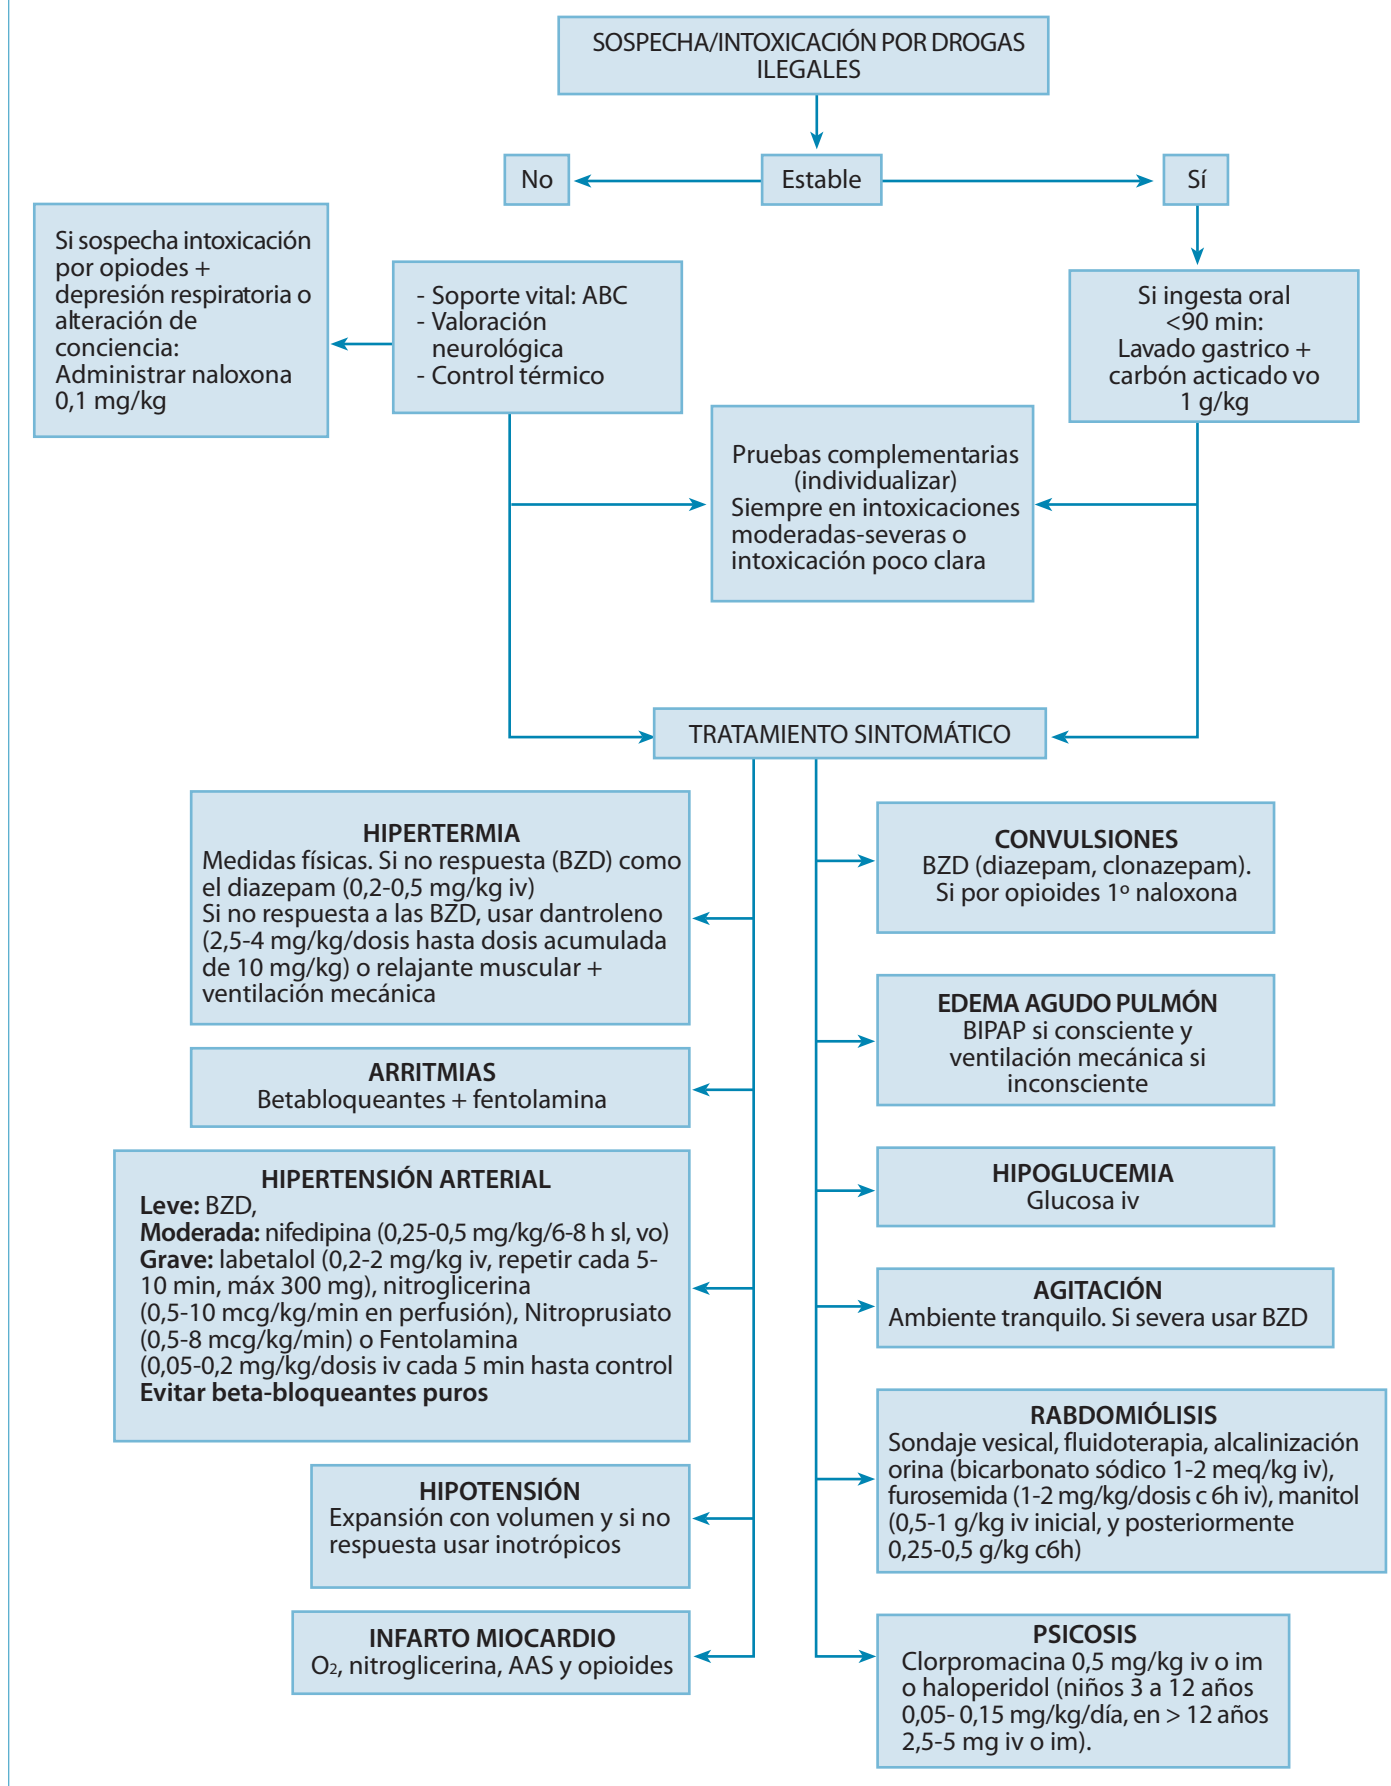 SOSPECHA/INTOXICACIÓN POR DROGAS
ILEGALES
No
Estable
Sí
Si sospecha intoxicación
por opiodes +
depresión respiratoria o
alteración de
conciencia:
Administrar naloxona
0,1 mg/kg
- Soporte vital: ABC
- Valoración
neurológica
- Control térmico
Si ingesta oral
<90 min:
Lavado gastrico +
carbón acticado vo
1 g/kg
Pruebas complementarias
(individualizar)
Siempre en intoxicaciones
moderadas-severas o
intoxicación poco clara
TRATAMIENTO SINTOMÁTICO
HIPERTERMIA
Medidas físicas. Si no respuesta (BZD) como
el diazepam (0,2-0,5 mg/kg iv)
Si no respuesta a las BZD, usar dantroleno
(2,5-4 mg/kg/dosis hasta dosis acumulada
de 10 mg/kg) o relajante muscular +
ventilación mecánica
ARRITMIAS
Betabloqueantes + fentolamina
HIPERTENSIÓN ARTERIAL
Leve: BZD,
Moderada: nifedipina (0,25-0,5 mg/kg/6-8 h sl, vo)
Grave: labetalol (0,2-2 mg/kg iv, repetir cada 5-
10 min, máx 300 mg), nitroglicerina
(0,5-10 mcg/kg/min en perfusión), Nitroprusiato
(0,5-8 mcg/kg/min) o Fentolamina
(0,05-0,2 mg/kg/dosis iv cada 5 min hasta control
Evitar beta-bloqueantes puros
HIPOTENSIÓN
Expansión con volumen y si no
respuesta usar inotrópicos
INFARTO MIOCARDIO
O2, nitroglicerina, AAS y opioides
CONVULSIONES
BZD (diazepam, clonazepam).
Si por opioides 1º naloxona
EDEMA AGUDO PULMÓN
BIPAP si consciente y
ventilación mecánica si
inconsciente
HIPOGLUCEMIA
Glucosa iv
AGITACIÓN
Ambiente tranquilo. Si severa usar BZD
RABDOMIÓLISIS
Sondaje vesical, fluidoterapia, alcalinización
orina (bicarbonato sódico 1-2 meq/kg iv),
furosemida (1-2 mg/kg/dosis c 6h iv), manitol
(0,5-1 g/kg iv inicial, y posteriormente
0,25-0,5 g/kg c6h)
PSICOSIS
Clorpromacina 0,5 mg/kg iv o im
o haloperidol (niños 3 a 12 años
0,05- 0,15 mg/kg/día, en > 12 años
2,5-5 mg iv o im).